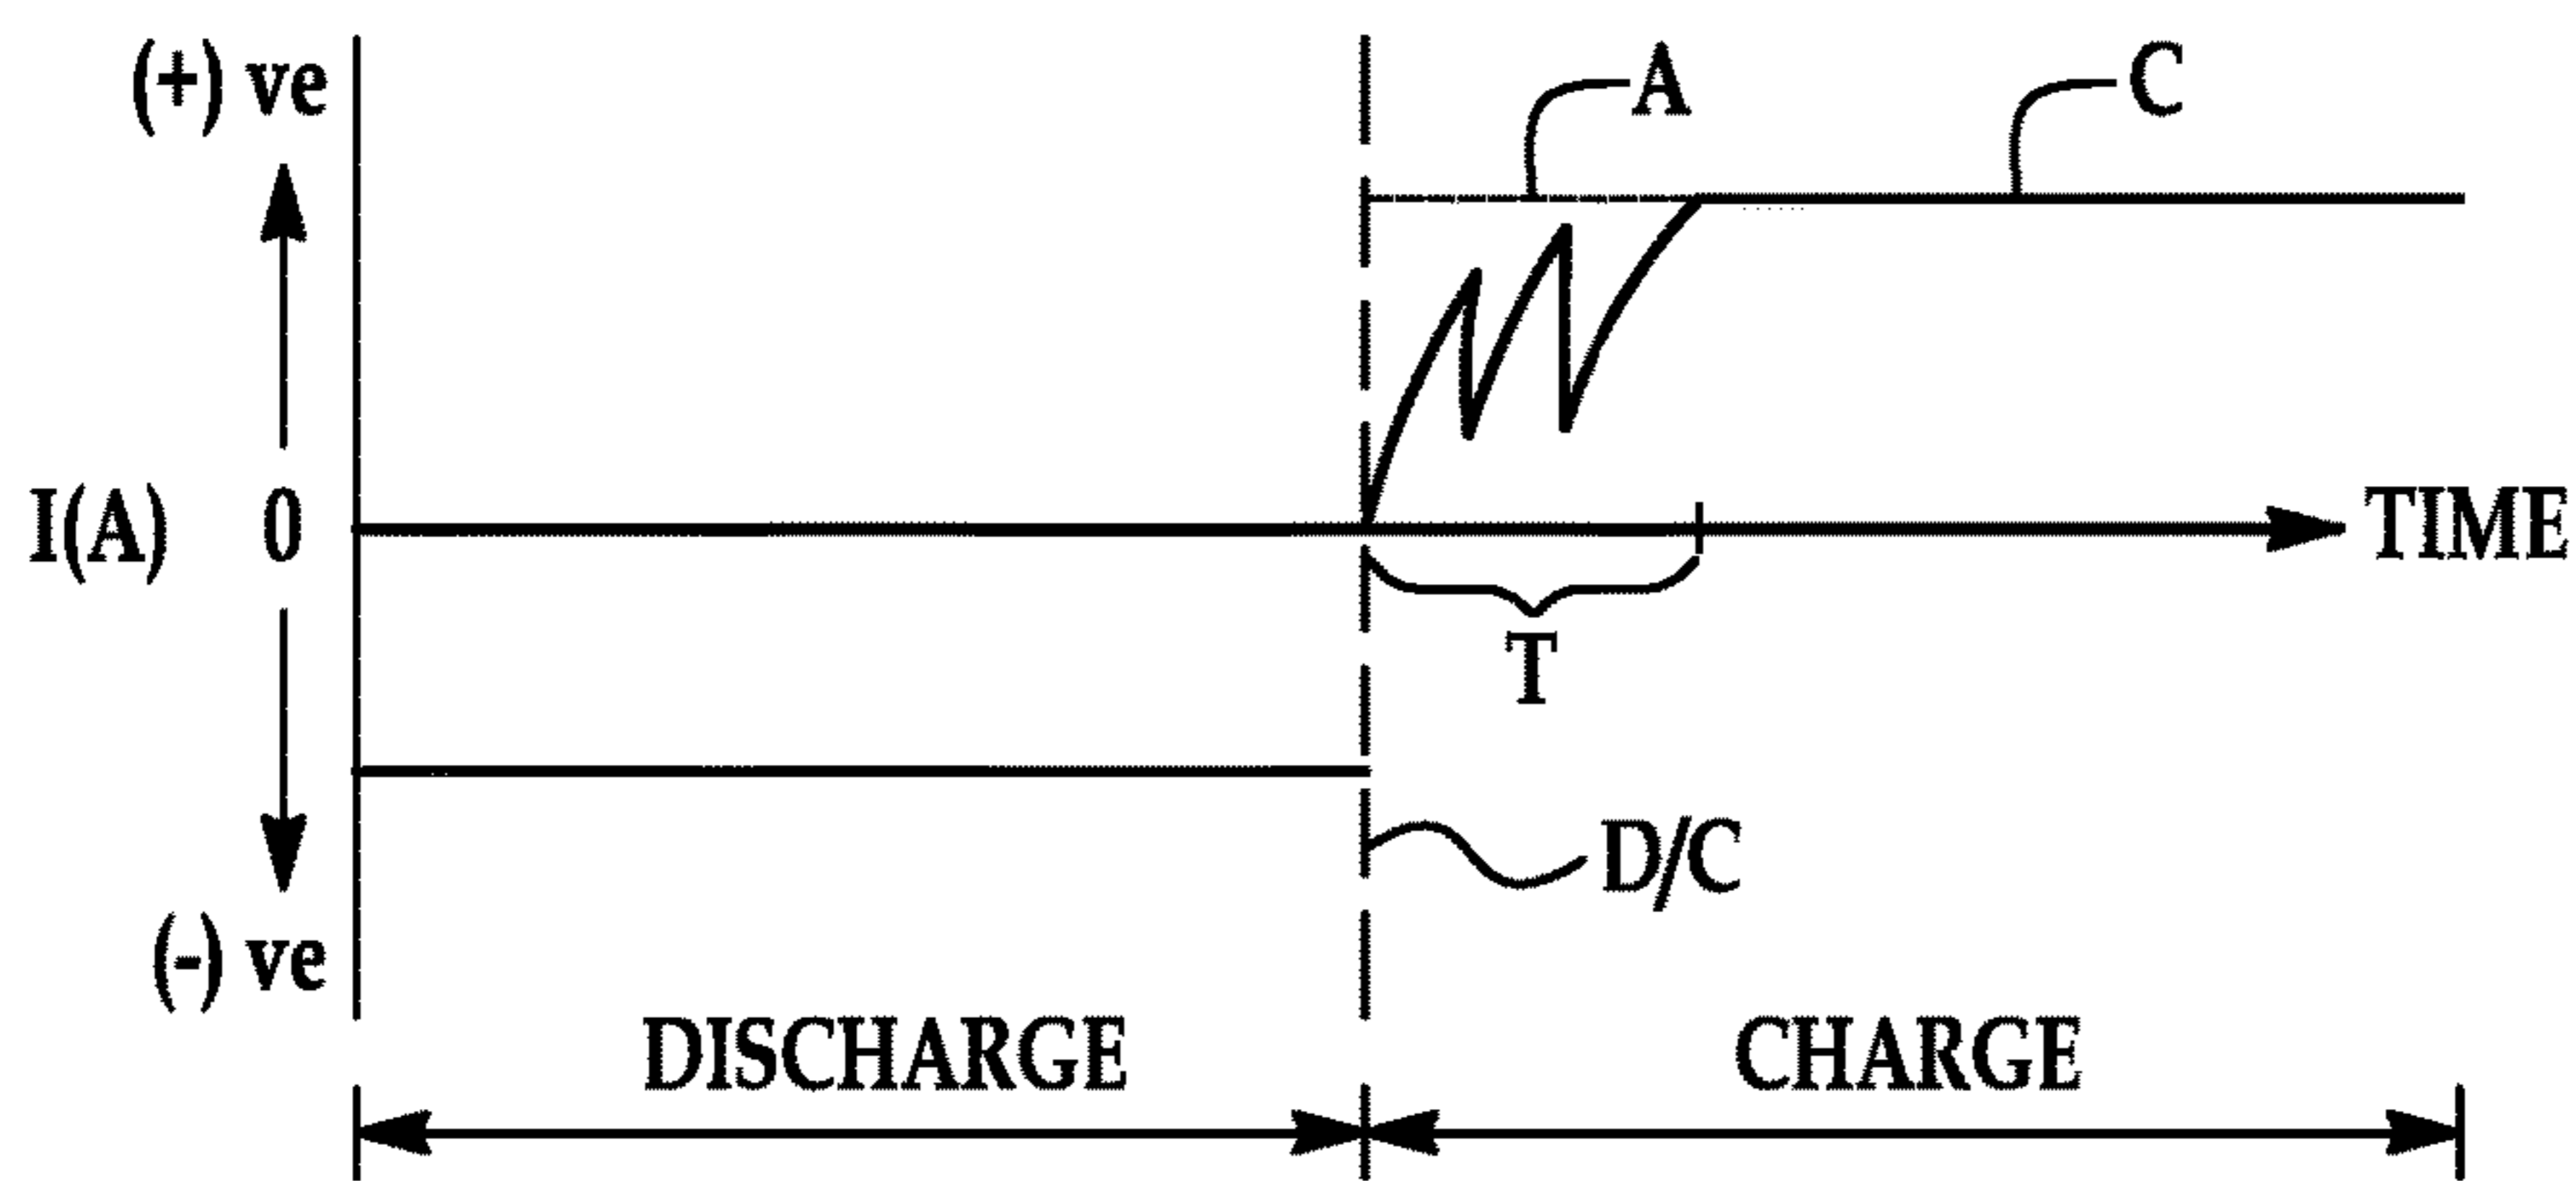 (+) ve
A
C
I(A)
0
TIME
T
D/C
(-) ve
DISCHARGE
CHARGE